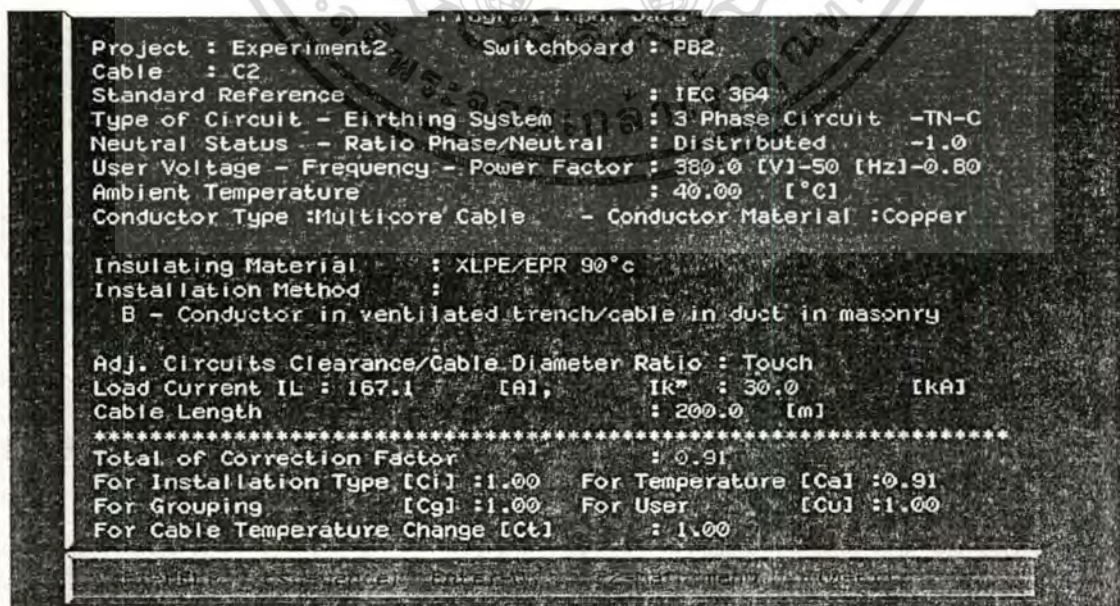 Program Input Data
Project : Experiment2 Switchboard : PB2
Cable : C2
Standard Reference : IEC 364
Type of Circuit - Eirthing System : 3 Phase Circuit -TN-C
Neutral Status - Ratio Phase/Neutral : Distributed -1.0
User Voltage - Frequency - Power Factor : 380.0 [V]-50 [Hz]-0.80
Ambient Temperature : 40.00 [°C]
Conductor Type :Multicore Cable - Conductor Material :Copper
Insulating Material : XLPE/EPR 90°c
Installation Method :
B - Conductor in ventilated trench/cable in duct in masonry
Adj. Circuits Clearance/Cable Diameter Ratio : Touch
Load Current IL : 167.1 [A], Ik" : 30.0 [kA]
Cable Length : 200.0 [m]
******************************************************************************
Total of Correction Factor : 0.91
For Installation Type [Ci] :1.00 For Temperature [Ca] :0.91
For Grouping [Cg] :1.00 For User [Cu] :1.00
For Cable Temperature Change [Ct] : 1.00